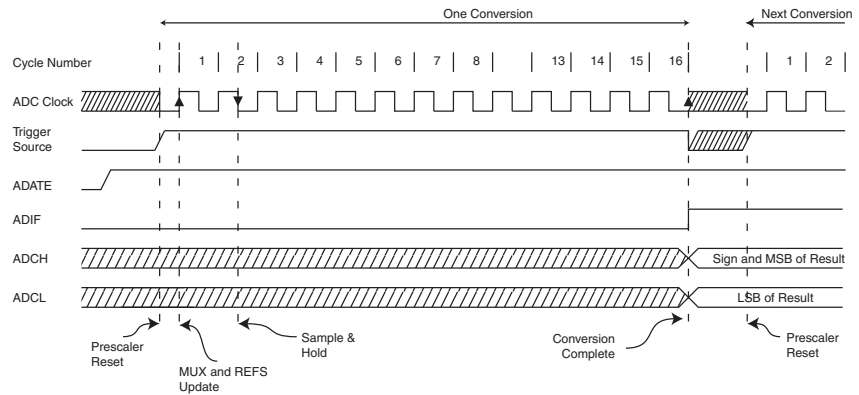 One Conversion
Next Conversion
Cycle Number
1 2 3 4 5 6 7 8 13 14 15 16 1 2
ADC Clock
Trigger
Source
ADATE
ADIF
ADCH
Sign and MSB of Result
ADCL
LSB of Result
Prescaler
Reset
MUX and REFS
Update
Sample &
Hold
Conversion
Complete
Prescaler
Reset